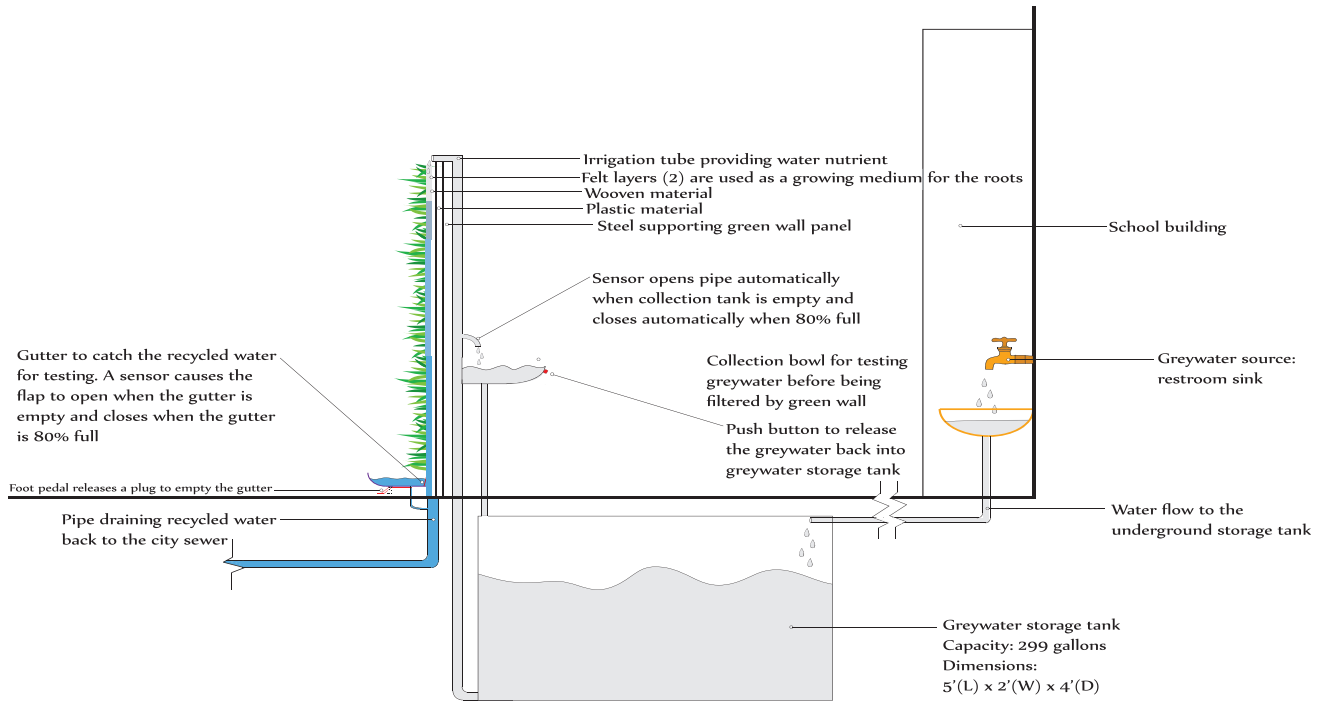 Irrigation tube providing water nutrient
Felt layers (2) are used as a growing medium for the roots
Wooven material
Plastic material
Steel supporting green wall panel
School building
Sensor opens pipe automatically
when collection tank is empty and
closes automatically when 80% full
Gutter to catch the recycled water
for testing. A sensor causes the
flap to open when the gutter is
empty and closes when the gutter
is 80% full
Collection bowl for testing
greywater before being
filtered by green wall
Greywater source:
restroom sink
Push button to release
the greywater back into
greywater storage tank
Foot pedal releases a plug to empty the gutter
Pipe draining recycled water
back to the city sewer
Water flow to the
underground storage tank
Greywater storage tank
Capacity: 299 gallons
Dimensions:
5'(L) x 2'(W) x 4'(D)